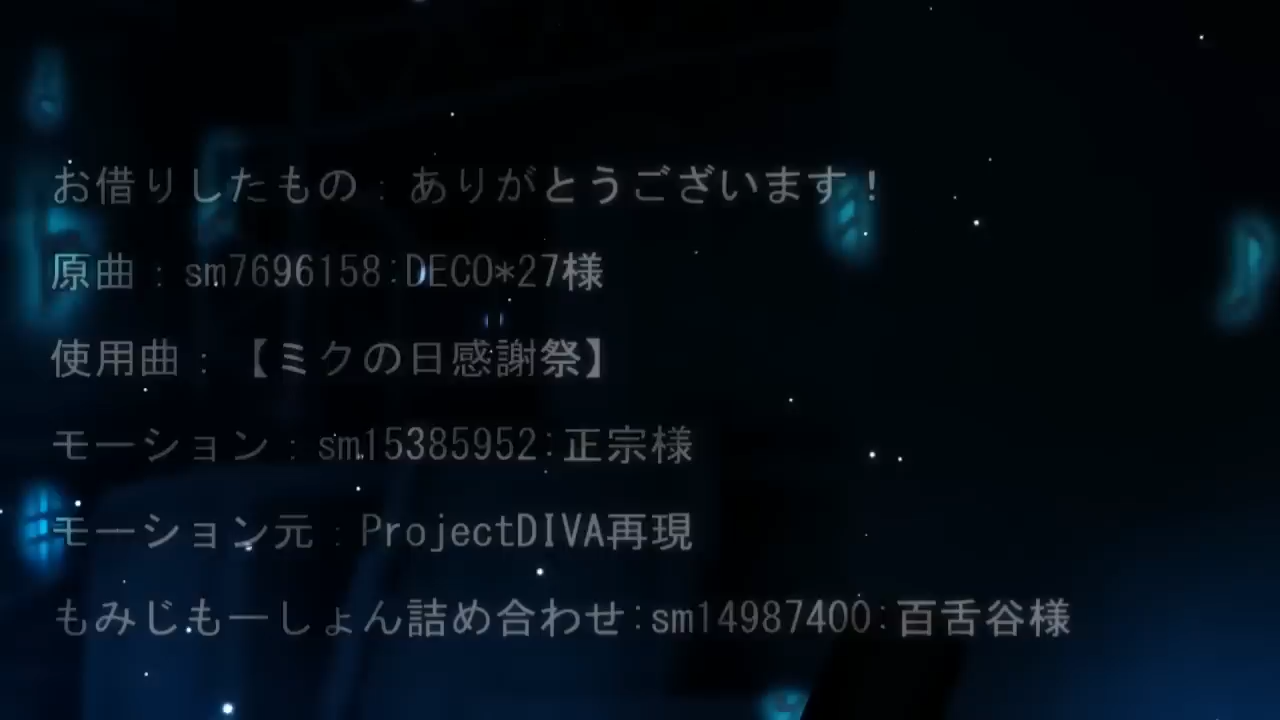 お借りしたもの：ありがとうございます！
原曲：sm7696158:DECO*27様
使用曲：【ミクの日感謝祭】
モーション：sm15385952:正宗様
モーション元：ProjectDIVA再現
もみじもーしょん詰め合わせ:sm14987400:百舌谷様